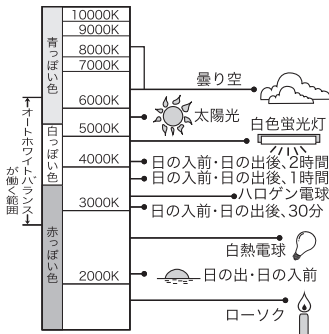 10000K
9000K
8000K
7000K
6000K
5000K
4000K
3000K
2000K
青っぽい色
白っぽい色
赤っぽい色
オートホワイトバランスが働く範囲
曇り空
太陽光
白色蛍光灯
日の入前・日の出後、2時間
日の入前・日の出後、1時間
ハロゲン電球
日の入前・日の出後、30分
白熱電球
日の出・日の入前
ローソク